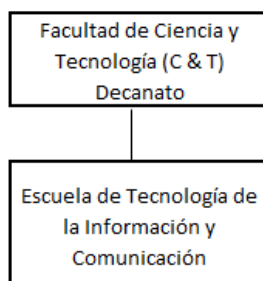 Facultad de Ciencia y
Tecnología (C & T)
Decanato
Escuela de Tecnología de
la Información y
Comunicación